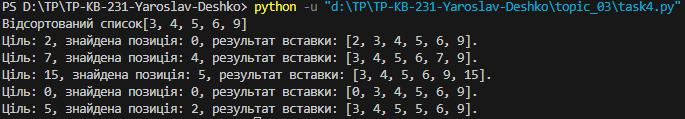 PS D:\TP\TP-KB-231-Yaroslav-Deshko> python -u "d:\TP\TP-KB-231-Yaroslav-Deshko\topic_03\task4.py"
Відсортований список[3, 4, 5, 6, 9]
Ціль: 2, знайдена позиція: 0, результат вставки: [2, 3, 4, 5, 6, 9].
Ціль: 7, знайдена позиція: 4, результат вставки: [3, 4, 5, 6, 7, 9].
Ціль: 15, знайдена позиція: 5, результат вставки: [3, 4, 5, 6, 9, 15].
Ціль: 0, знайдена позиція: 0, результат вставки: [0, 3, 4, 5, 6, 9].
Ціль: 5, знайдена позиція: 2, результат вставки: [3, 4, 5, 5, 6, 9].